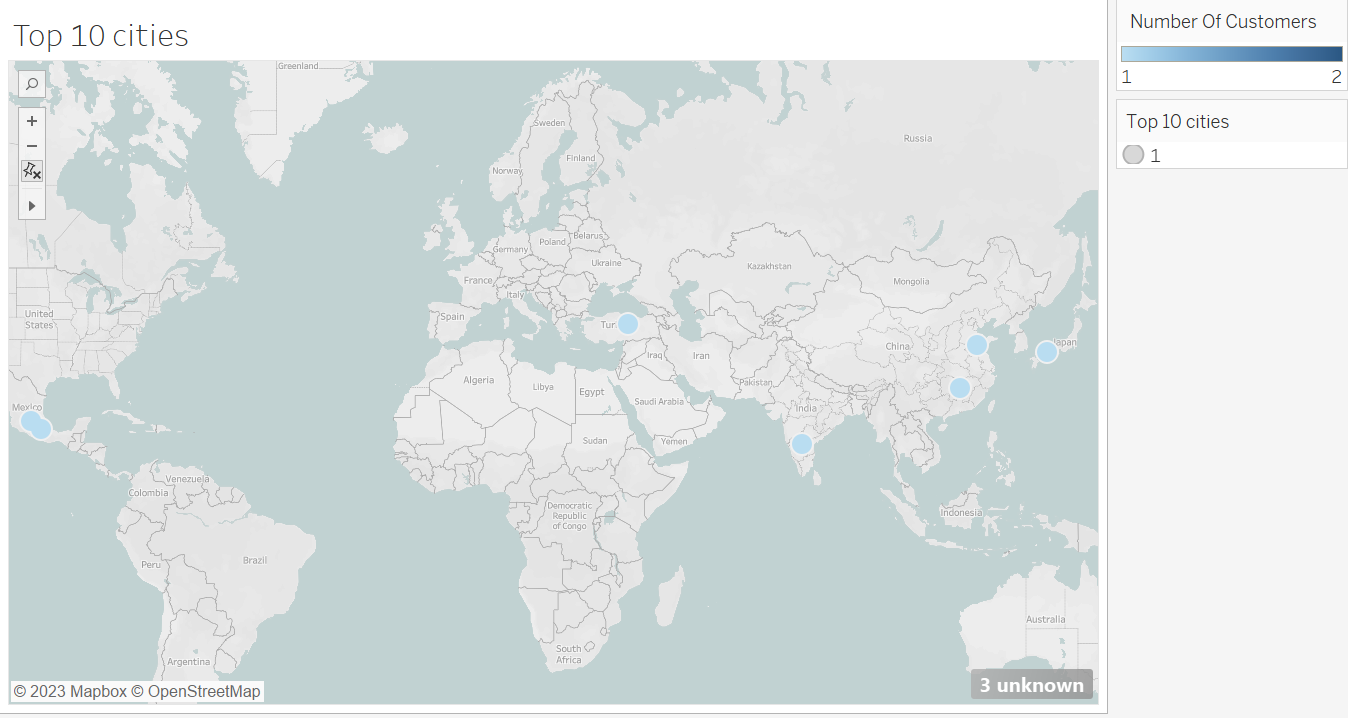 Top 10 cities
Number Of Customers
1 2
Top 10 cities
1
Greenland
Sweden
Finland
Norway
Russia
Poland
Belarus
Germany
Ukraine
France
Italy
Kazakhstan
Mongolia
United
States
Spain
Tur
China
Japan
Iraq
Iran
Algeria
Libya
Egypt
Pakistan
Mexico
Saudi Arabia
India
Sudan
Yemen
Venezuela
Colombia
Democratic
Republic
of Congo
Indonesia
Brazil
Peru
Australia
South
Africa
Argentina
© 2023 Mapbox © OpenStreetMap
3 unknown